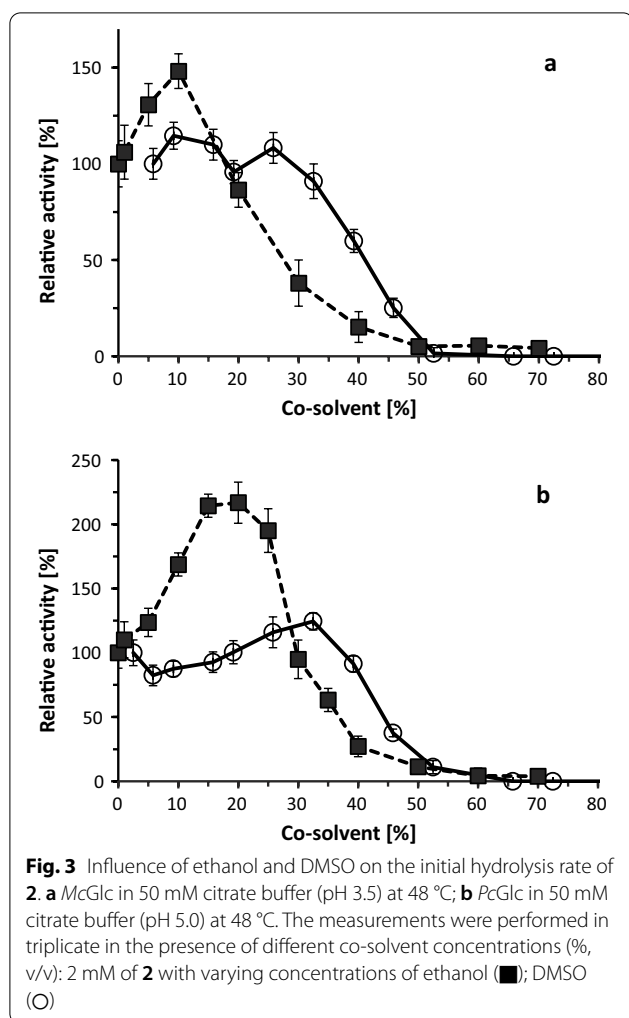 a
150
100
50
0
Relative activity [%]
0 10 20 30 40 50 60 70 80
Co-solvent [%]
b
250
200
150
100
50
0
Relative activity [%]
0 10 20 30 40 50 60 70 80
Co-solvent [%]
Fig. 3 Influence of ethanol and DMSO on the initial hydrolysis rate of
2. a McGlc in 50 mM citrate buffer (pH 3.5) at 48 °C; b PcGlc in 50 mM
citrate buffer (pH 5.0) at 48 °C. The measurements were performed in
triplicate in the presence of different co-solvent concentrations (%,
v/v): 2 mM of 2 with varying concentrations of ethanol (■); DMSO
(○)